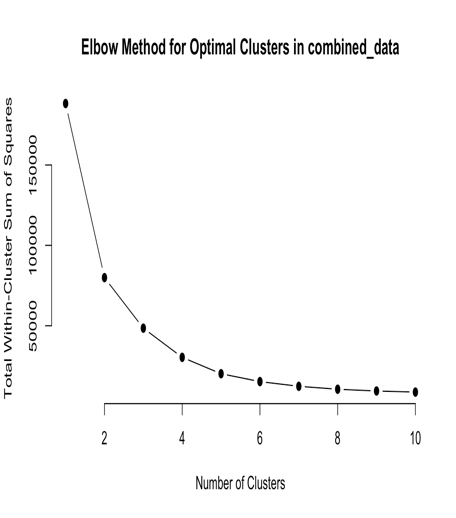 Elbow Method for Optimal Clusters in combined_data
Total Within-Cluster Sum of Squares
150000
100000
50000
2 4 6 8 10
Number of Clusters